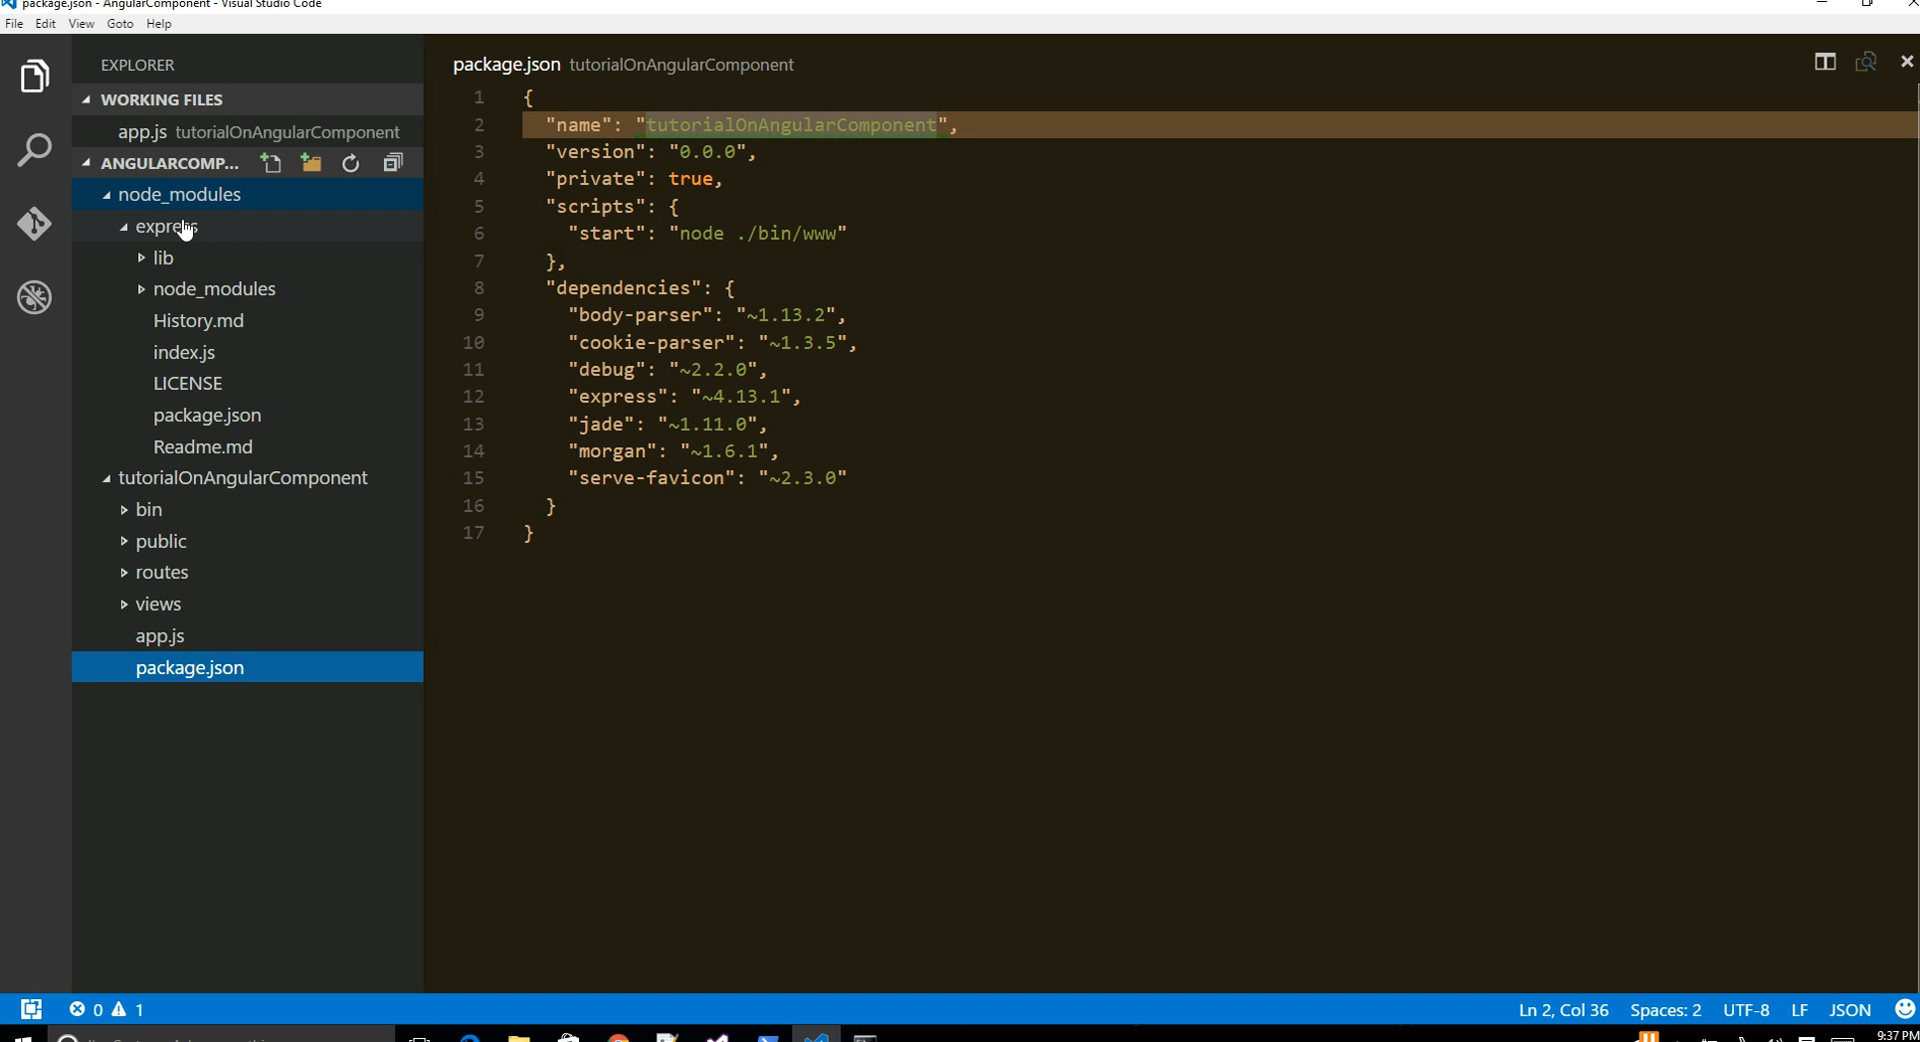 package.json - AngularComponent - Visual Studio Code
File Edit View Goto Help
EXPLORER
WORKING FILES
app.js tutorialOnAngularComponent
ANGULARCOMP...
node_modules
express
lib
node_modules
History.md
index.js
LICENSE
package.json
Readme.md
tutorialOnAngularComponent
bin
public
routes
views
app.js
package.json
package.json tutorialOnAngularComponent
1 {
2 "name": "tutorialOnAngularComponent",
3 "version": "0.0.0",
4 "private": true,
5 "scripts": {
6 "start": "node ./bin/www"
7 },
8 "dependencies": {
9 "body-parser": "~1.13.2",
10 "cookie-parser": "~1.3.5",
11 "debug": "~2.2.0",
12 "express": "~4.13.1",
13 "jade": "~1.11.0",
14 "morgan": "~1.6.1",
15 "serve-favicon": "~2.3.0"
16 }
17 }
0 1 Ln 2, Col 36 Spaces: 2 UTF-8 LF JSON
9:37 PM